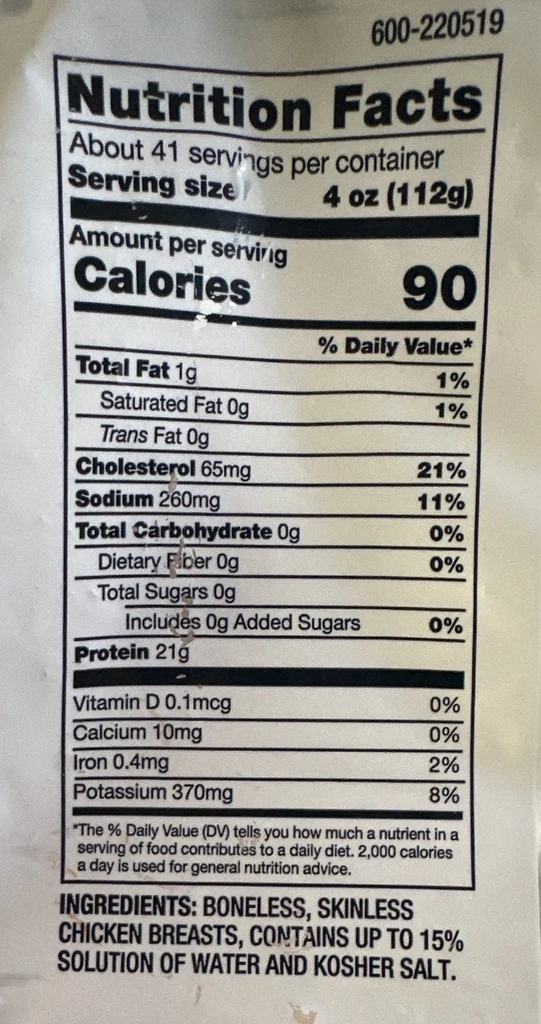 600-220519
Nutrition Facts
About 41 servings per container
Serving size 4 oz (112g)
Amount per serving
Calories 90
% Daily Value*
Total Fat 1g 1%
Saturated Fat 0g 1%
Trans Fat 0g
Cholesterol 65mg 21%
Sodium 260mg 11%
Total Carbohydrate 0g 0%
Dietary Fiber 0g 0%
Total Sugars 0g
Includes 0g Added Sugars 0%
Protein 21g
Vitamin D 0.1mcg 0%
Calcium 10mg 0%
Iron 0.4mg 2%
Potassium 370mg 8%
*The % Daily Value (DV) tells you how much a nutrient in a
serving of food contributes to a daily diet. 2,000 calories
a day is used for general nutrition advice.
INGREDIENTS: BONELESS, SKINLESS
CHICKEN BREASTS, CONTAINS UP TO 15%
SOLUTION OF WATER AND KOSHER SALT.